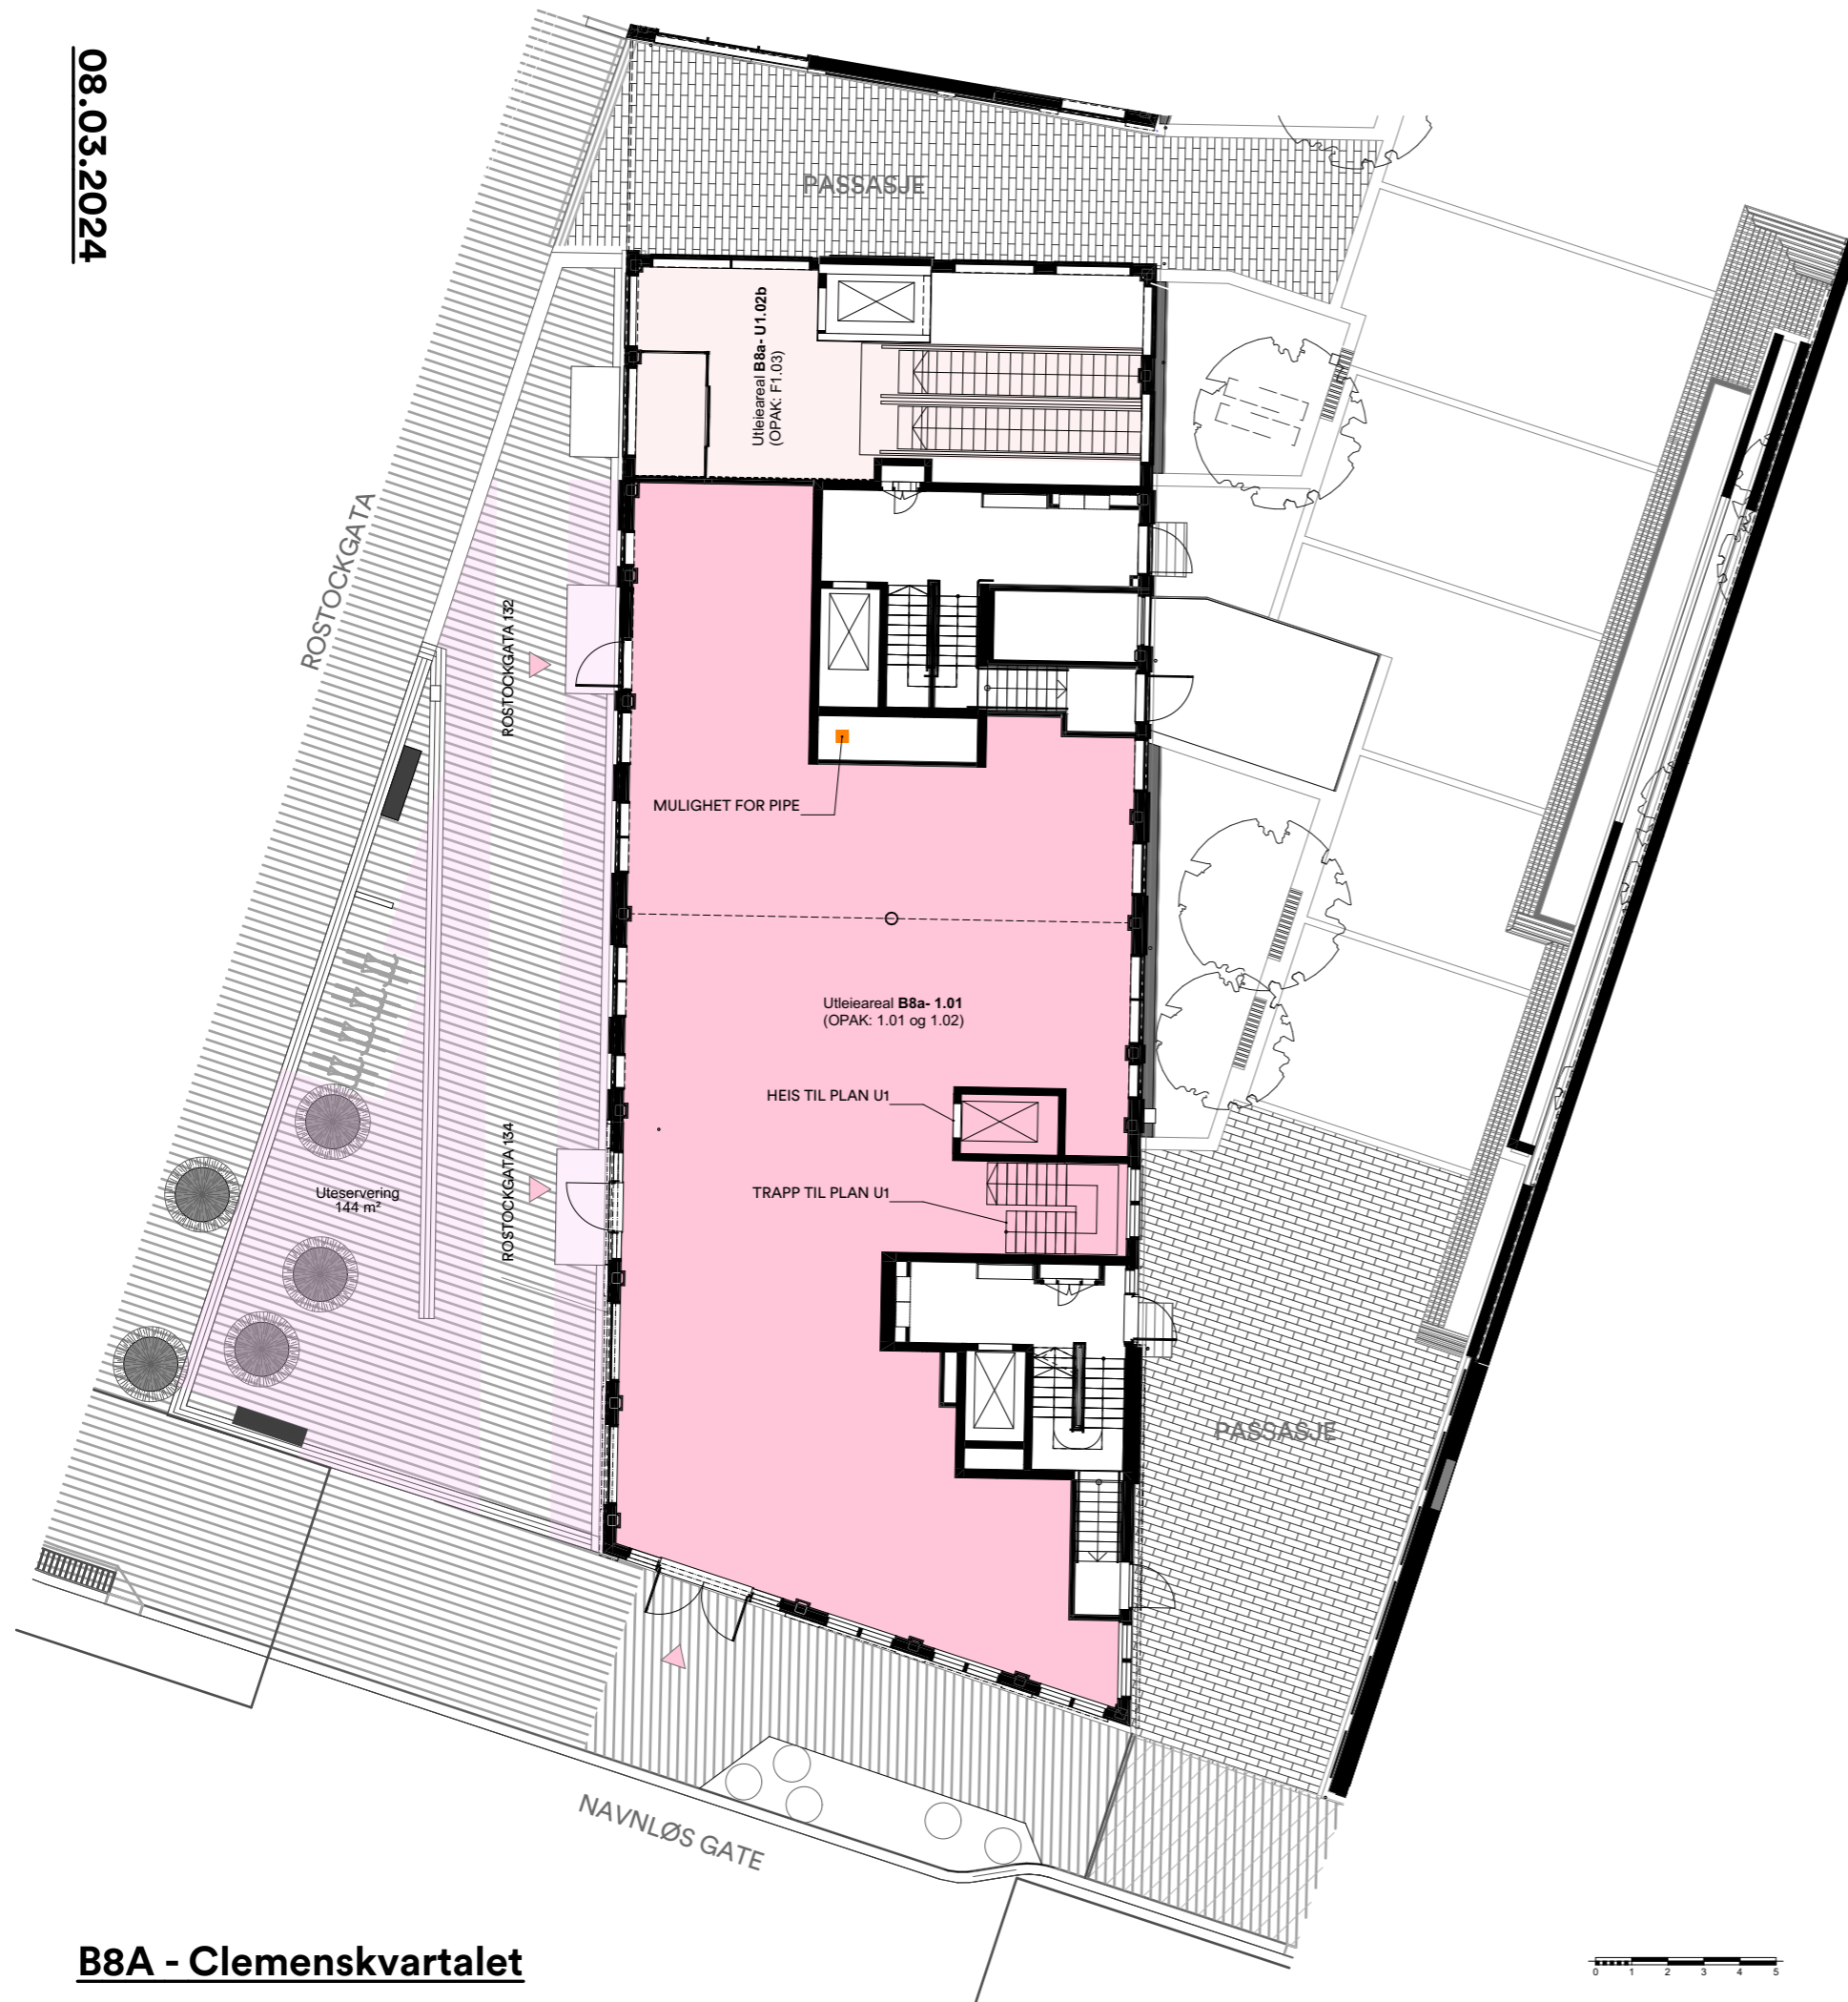 08.03.2024
PASSASJE
Utleieareal B8a- U1.02b
(OPAK: F1.03)
ROSTOCKGATA
ROSTOCKGATA 132
MULIGHET FOR PIPE
Utleieareal B8a- 1.01
(OPAK: 1.01 og 1.02)
HEIS TIL PLAN U1
ROSTOCKGATA 134
Uteservering
144 m²
TRAPP TIL PLAN U1
PASSASJE
NAVNLØS GATE
B8A - Clemenskvartalet
0 1 2 3 4 5